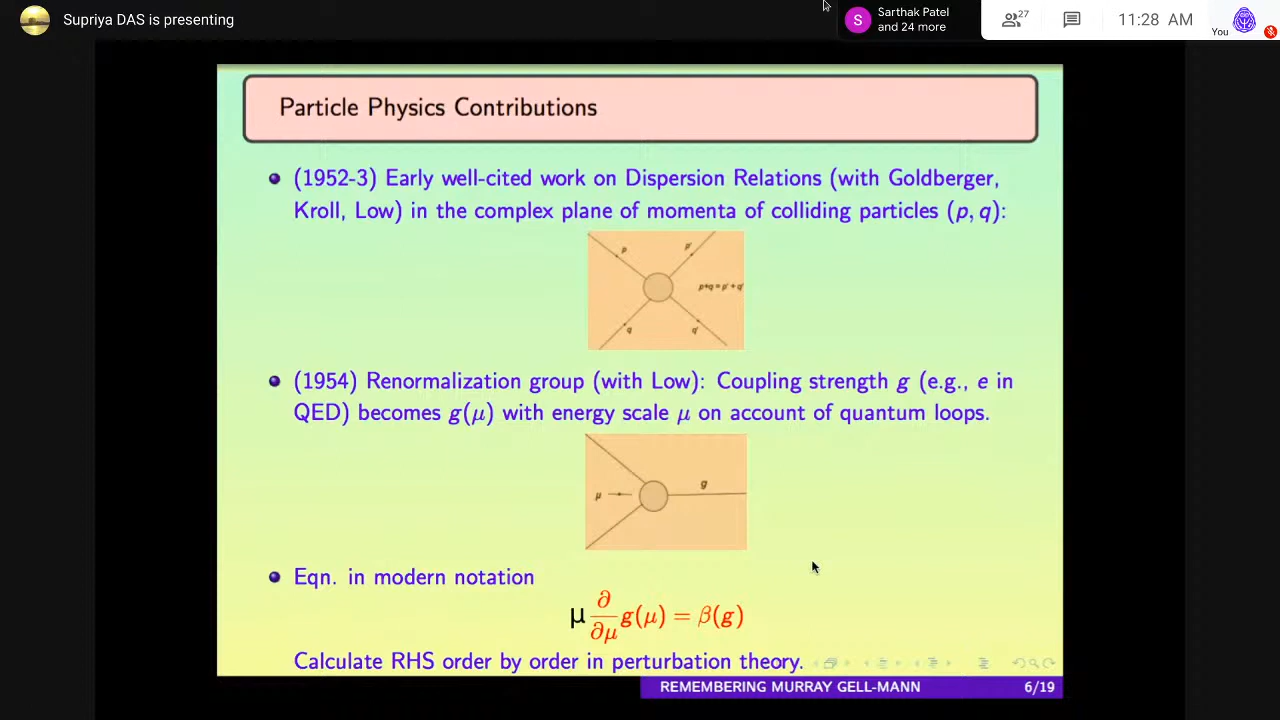 Supriya DAS is presenting
S
Sarthak Patel
and 24 more
27
11:28 AM
You
Particle Physics Contributions
(1952-3) Early well-cited work on Dispersion Relations (with Goldberger,
Kroll, Low) in the complex plane of momenta of colliding particles (p, q):
p
p'
p+q = p' + q'
q
q'
(1954) Renormalization group (with Low): Coupling strength g (e.g., e in
QED) becomes g(μ) with energy scale μ on account of quantum loops.
μ
g
Eqn. in modern notation
μ ∂/∂μ g(μ) = β(g)
Calculate RHS order by order in perturbation theory.
REMEMBERING MURRAY GELL-MANN 6/19